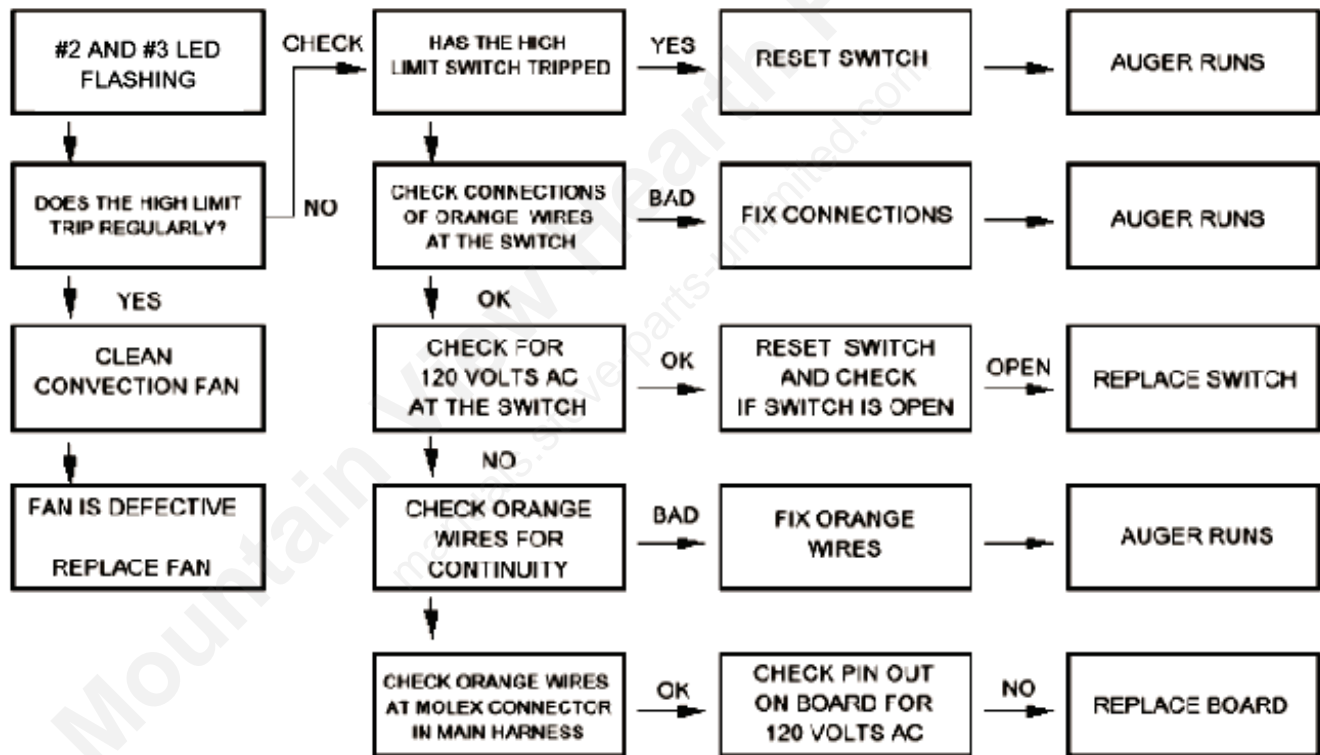 #2 AND #3 LED
FLASHING
CHECK
HAS THE HIGH
LIMIT SWITCH TRIPPED
YES
RESET SWITCH
AUGER RUNS
DOES THE HIGH LIMIT
TRIP REGULARLY?
NO
CHECK CONNECTIONS
OF ORANGE WIRES
AT THE SWITCH
BAD
FIX CONNECTIONS
AUGER RUNS
YES
OK
CLEAN
CONVECTION FAN
CHECK FOR
120 VOLTS AC
AT THE SWITCH
OK
RESET SWITCH
AND CHECK
IF SWITCH IS OPEN
OPEN
REPLACE SWITCH
NO
FAN IS DEFECTIVE
REPLACE FAN
CHECK ORANGE
WIRES FOR
CONTINUITY
BAD
FIX ORANGE
WIRES
AUGER RUNS
CHECK ORANGE WIRES
AT MOLEX CONNECTOR
IN MAIN HARNESS
OK
CHECK PIN OUT
ON BOARD FOR
120 VOLTS AC
NO
REPLACE BOARD
Mountain View Hearth